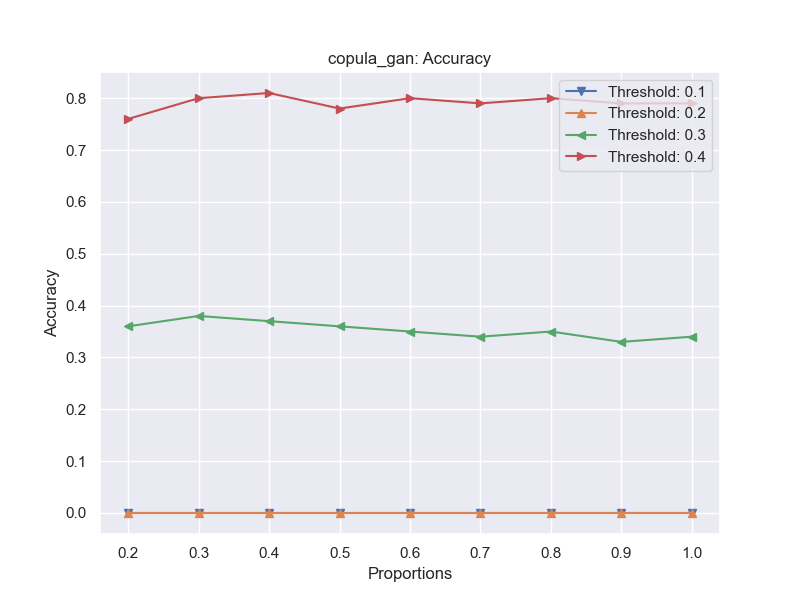 copula_gan: Accuracy
Threshold: 0.1
Threshold: 0.2
Threshold: 0.3
Threshold: 0.4
Accuracy
0.8
0.7
0.6
0.5
0.4
0.3
0.2
0.1
0.0
0.2 0.3 0.4 0.5 0.6 0.7 0.8 0.9 1.0
Proportions